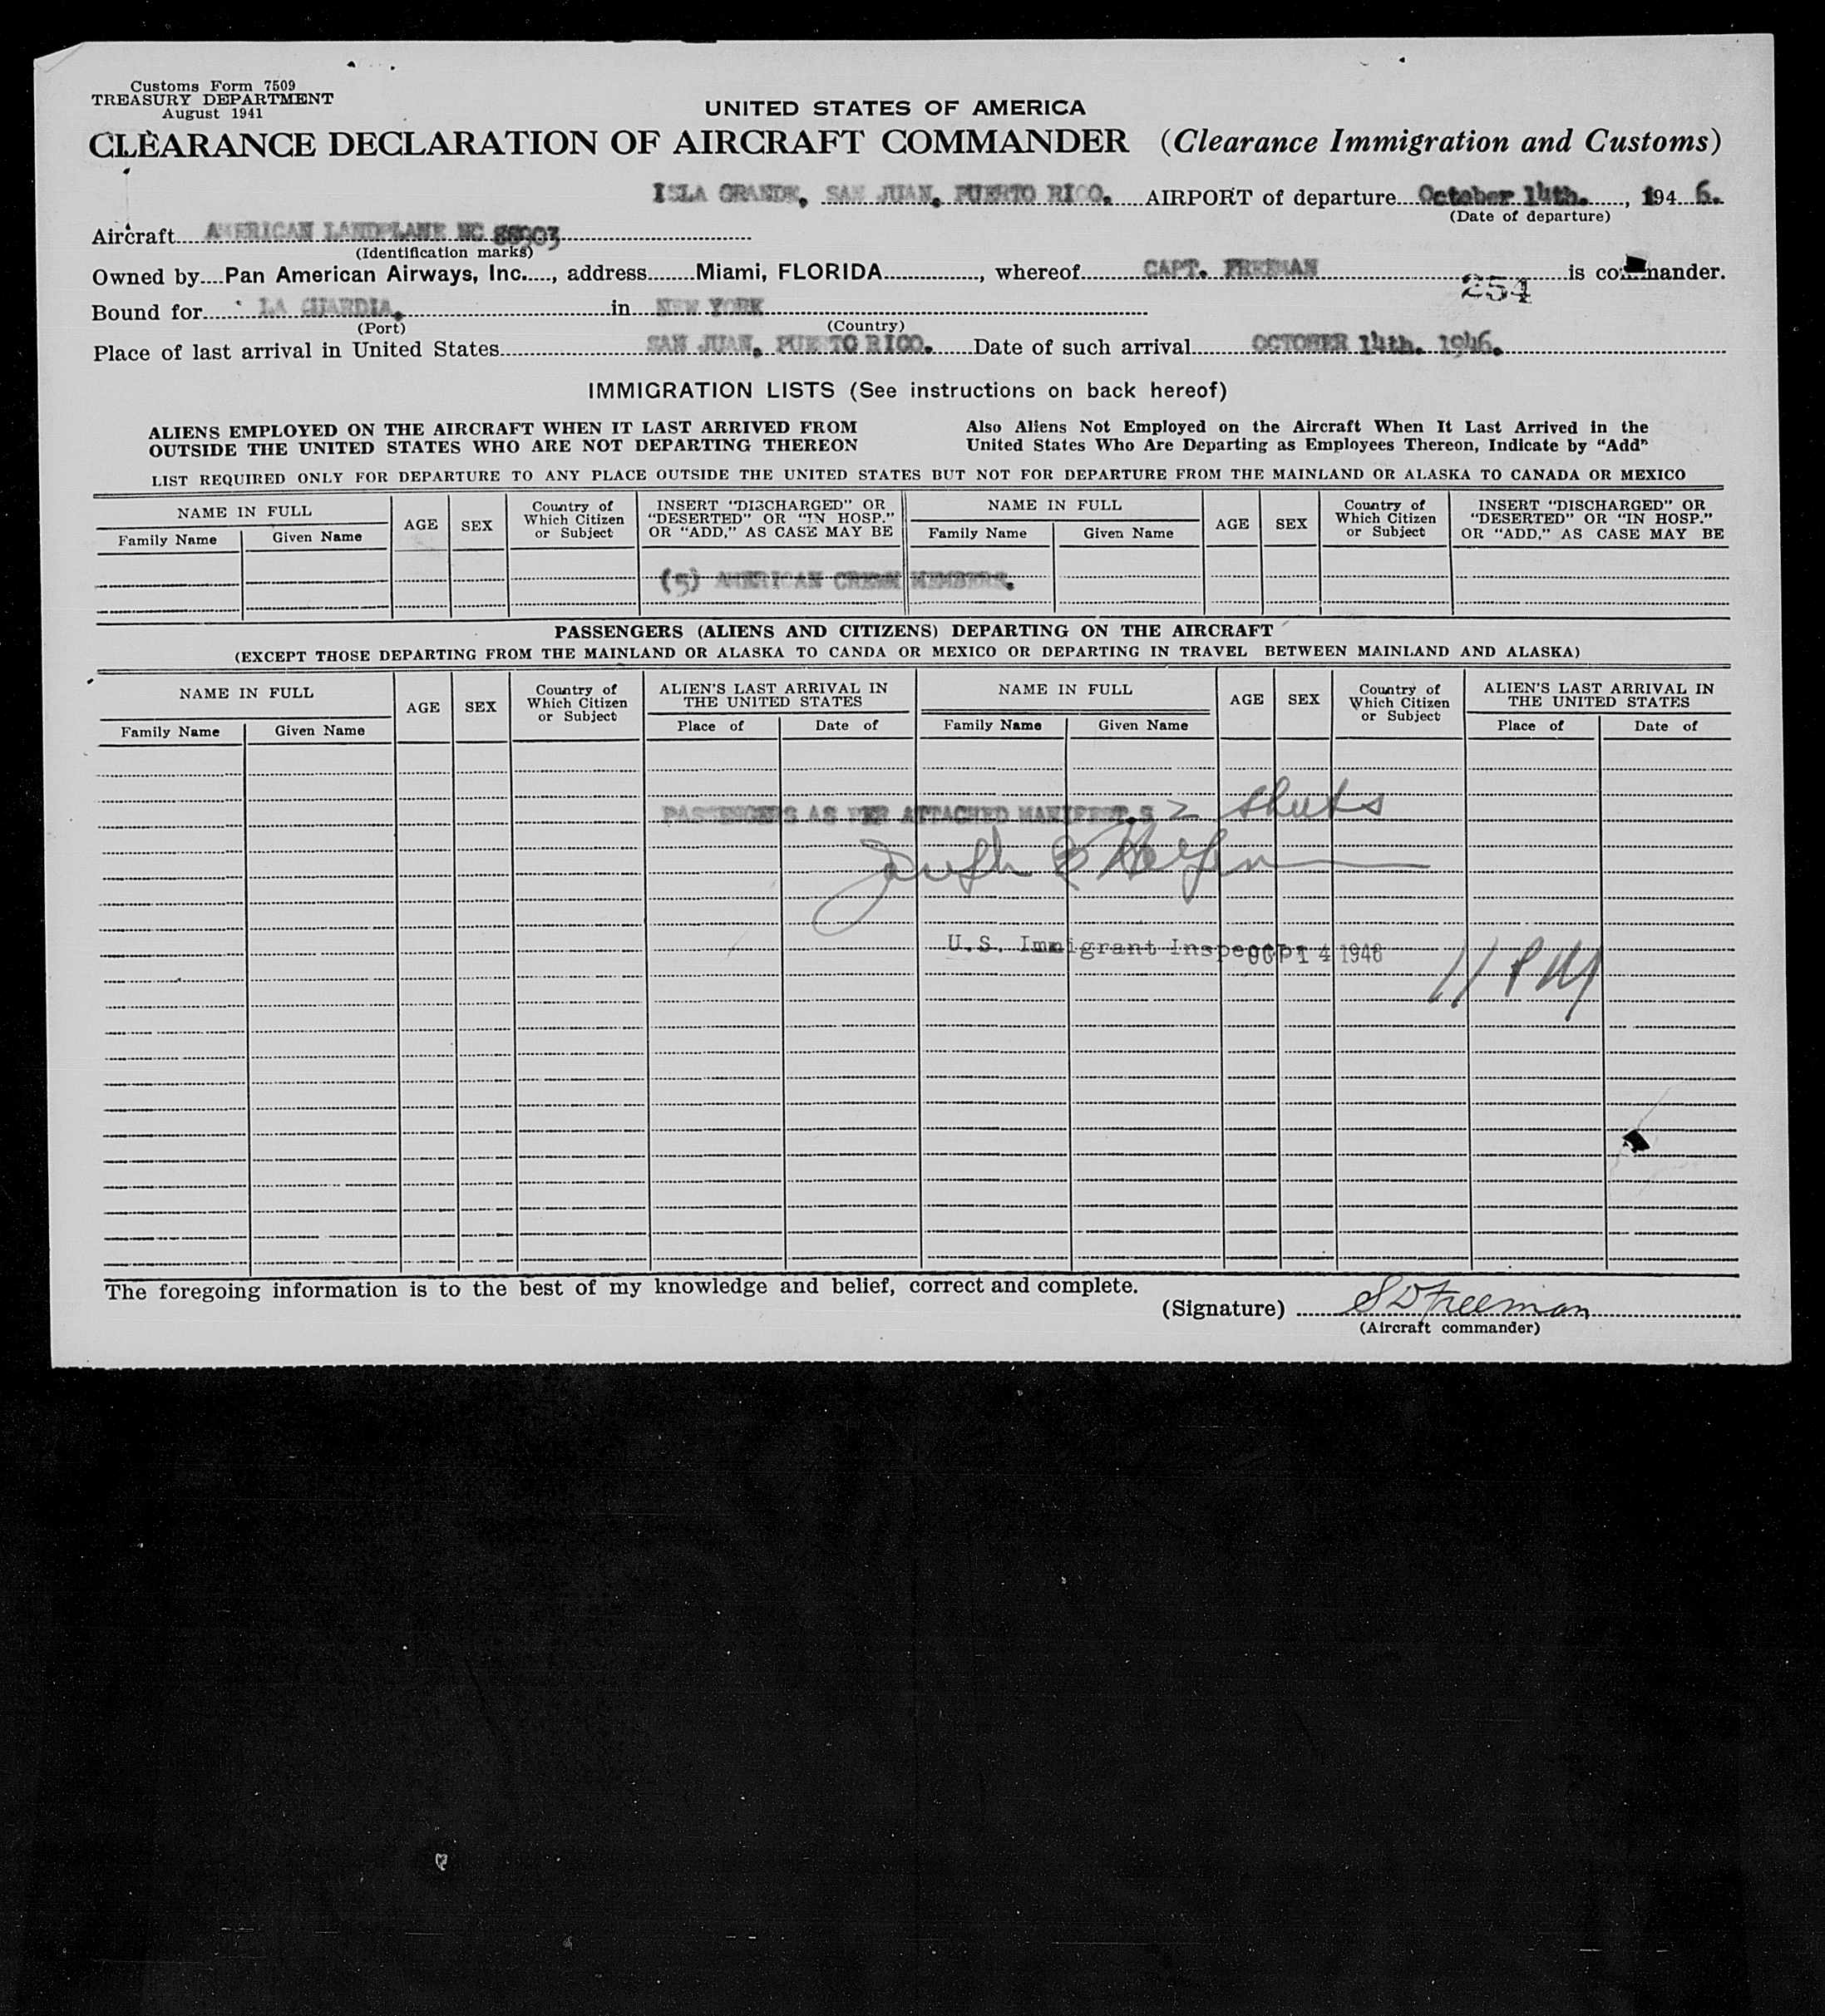 Customs Form 7509
TREASURY DEPARTMENT
August 1941
UNITED STATES OF AMERICA
CLEARANCE DECLARATION OF AIRCRAFT COMMANDER (Clearance Immigration and Customs)
ISLA GRANDE, SAN JUAN, PUERTO RICO. AIRPORT of departure October 14th. , 194 6.
(Date of departure)
Aircraft AMERICAN LANDPLANE NC 88903
(Identification marks)
Owned by Pan American Airways, Inc. , address Miami, FLORIDA , whereof CAPT. FREEMAN is commander.
254
Bound for LA GUARDIA, in NEW YORK
(Port) (Country)
Place of last arrival in United States SAN JUAN, PUERTO RICO. Date of such arrival OCTOBER 14th. 1946.
IMMIGRATION LISTS (See instructions on back hereof)
ALIENS EMPLOYED ON THE AIRCRAFT WHEN IT LAST ARRIVED FROM OUTSIDE THE UNITED STATES WHO ARE NOT DEPARTING THEREON
Also Aliens Not Employed on the Aircraft When It Last Arrived in the United States Who Are Departing as Employees Thereon, Indicate by "Add"
LIST REQUIRED ONLY FOR DEPARTURE TO ANY PLACE OUTSIDE THE UNITED STATES BUT NOT FOR DEPARTURE FROM THE MAINLAND OR ALASKA TO CANADA OR MEXICO
NAME IN FULL AGE SEX Country of Which Citizen or Subject INSERT "DISCHARGED" OR "DESERTED" OR "IN HOSP." OR "ADD," AS CASE MAY BE NAME IN FULL AGE SEX Country of Which Citizen or Subject INSERT "DISCHARGED" OR "DESERTED" OR "IN HOSP." OR "ADD," AS CASE MAY BE
Family Name Given Name Family Name Given Name
(5) AMERICAN CREWW MEMBERS.
PASSENGERS (ALIENS AND CITIZENS) DEPARTING ON THE AIRCRAFT
(EXCEPT THOSE DEPARTING FROM THE MAINLAND OR ALASKA TO CANDA OR MEXICO OR DEPARTING IN TRAVEL BETWEEN MAINLAND AND ALASKA)
NAME IN FULL AGE SEX Country of Which Citizen or Subject ALIEN'S LAST ARRIVAL IN THE UNITED STATES NAME IN FULL AGE SEX Country of Which Citizen or Subject ALIEN'S LAST ARRIVAL IN THE UNITED STATES
Family Name Given Name Place of Date of Family Name Given Name Place of Date of
PASSENGERS AS PER ATTACHED MANIFEST.S 2 sheets
U.S. Immigrant Inspector OCT 14 1946
11 PM
The foregoing information is to the best of my knowledge and belief, correct and complete.
(Signature) S D Freeman
(Aircraft commander)